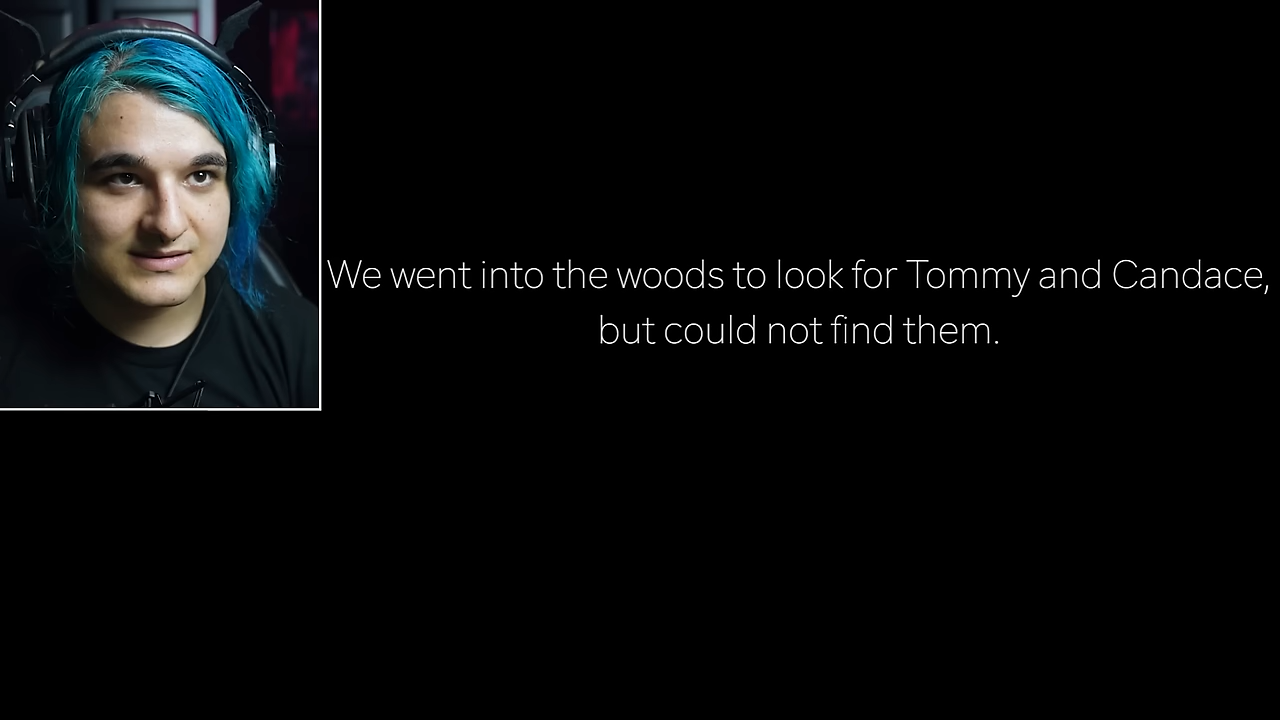 We went into the woods to look for Tommy and Candace,
but could not find them.